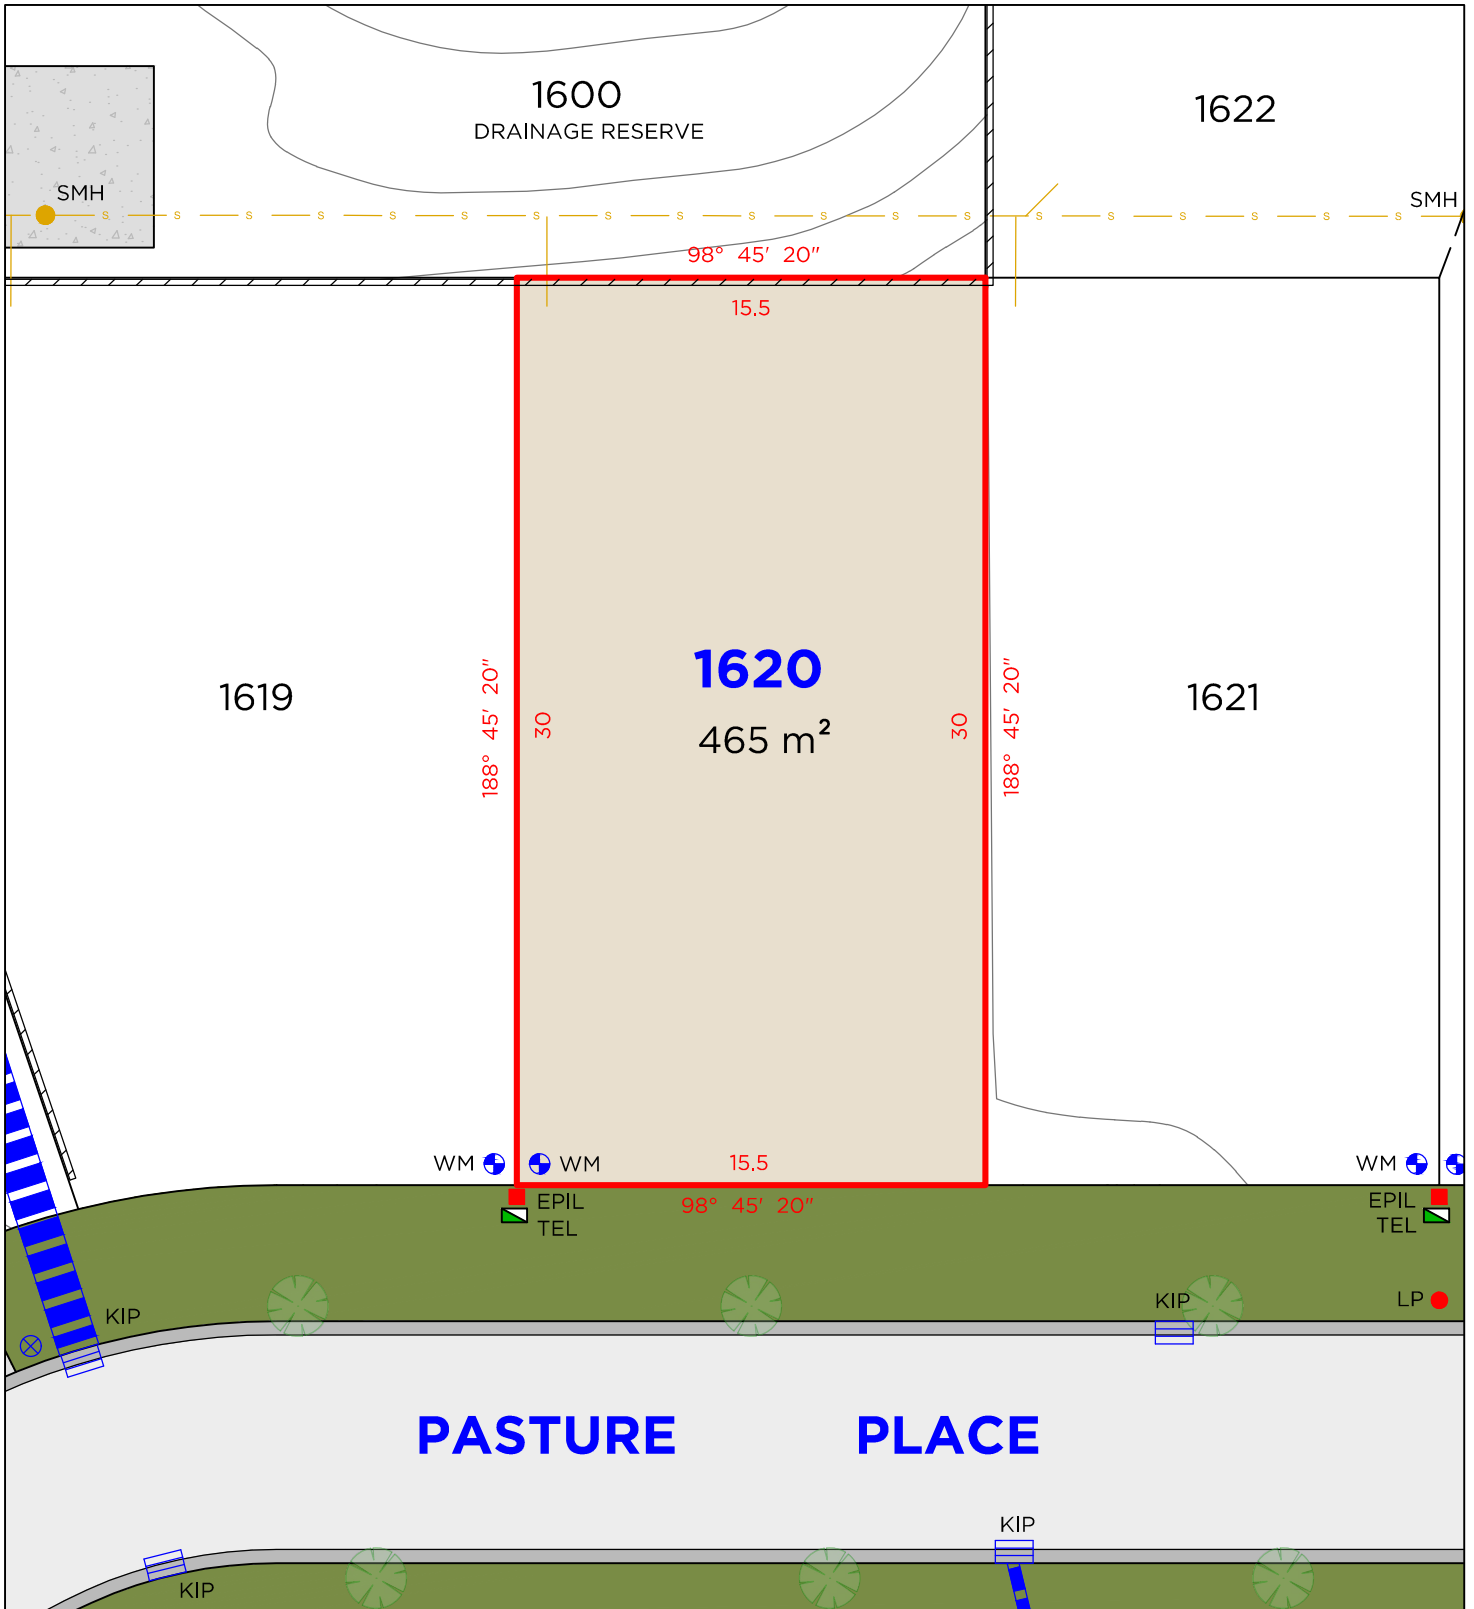 1600
DRAINAGE RESERVE
1622
SMH
SMH
S S S S S S S S S S S S S S S S S S S
98° 45' 20"
15.5
1620
465 m²
1619
1621
188° 45' 20"
30
30
188° 45' 20"
WM
WM
15.5
WM
98° 45' 20"
EPIL
TEL
EPIL
TEL
KIP
KIP
LP
PASTURE PLACE
KIP
KIP